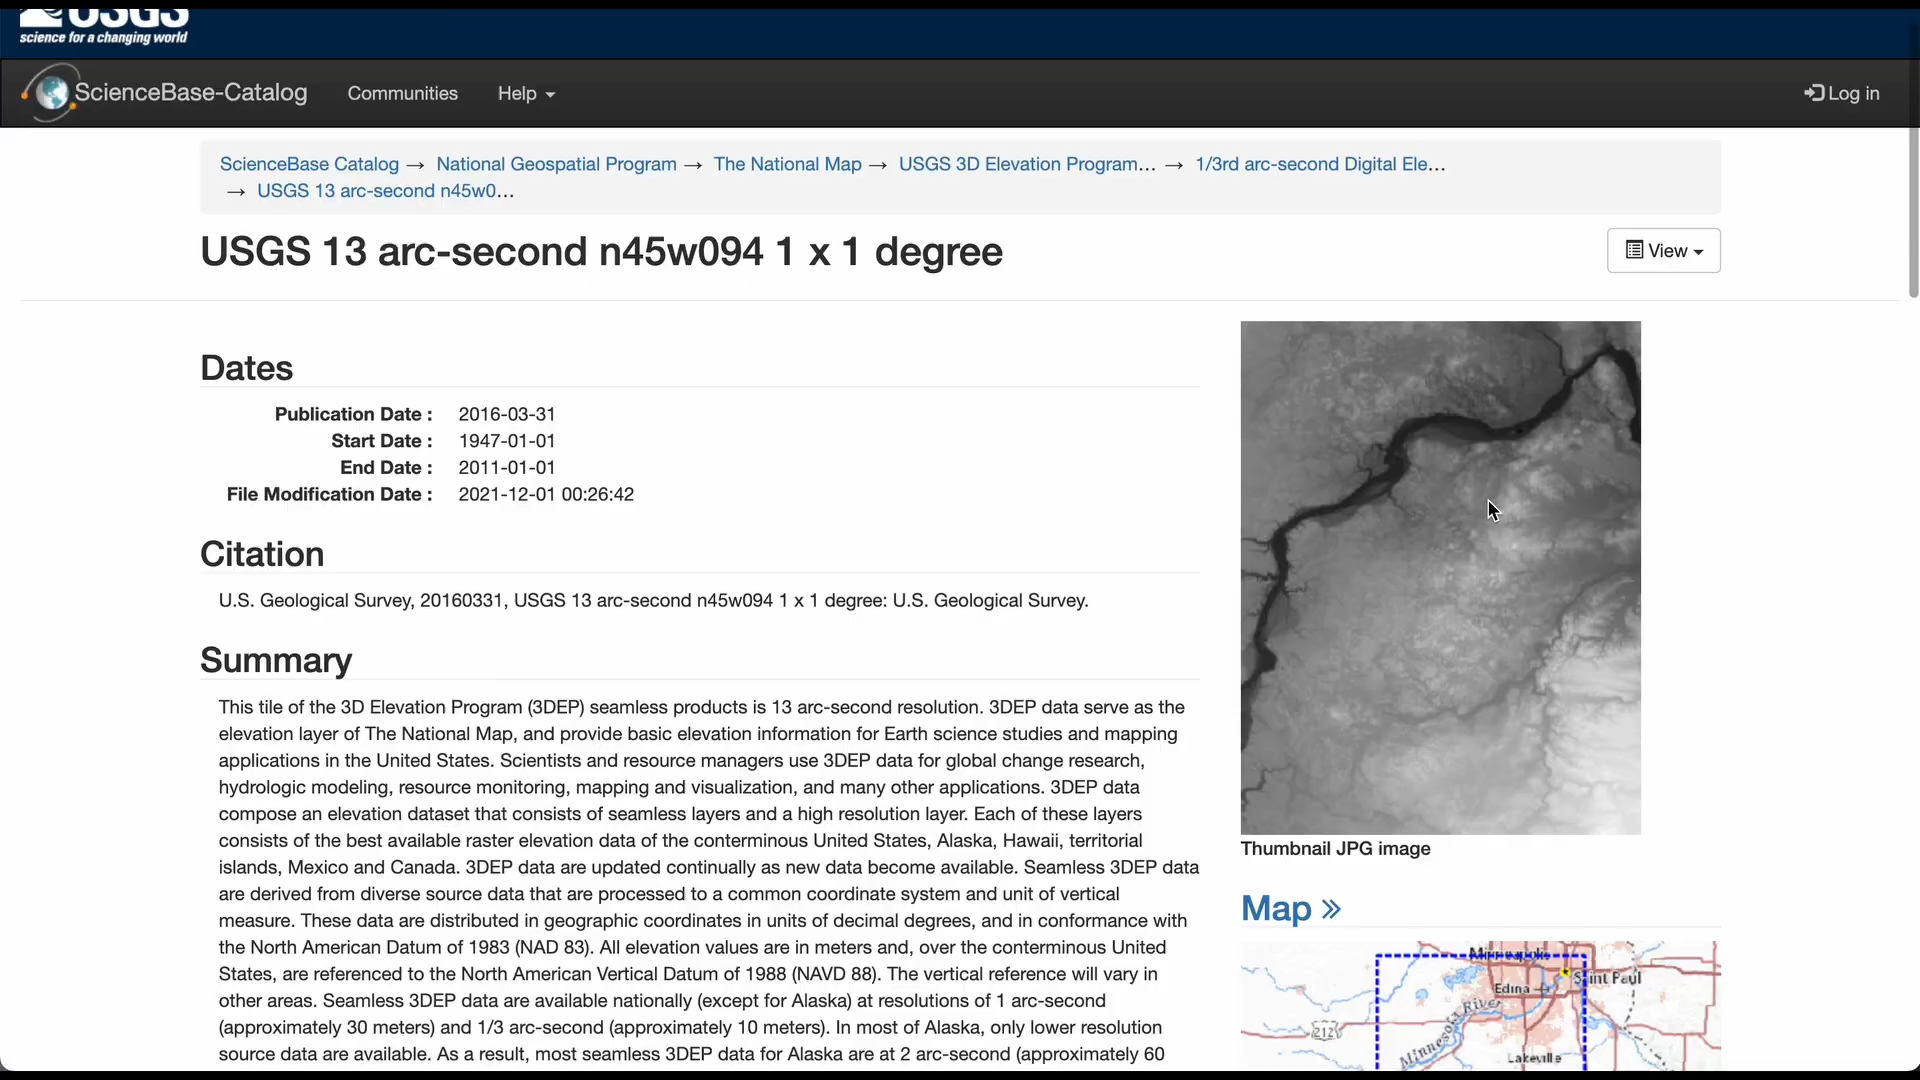 USGS
science for a changing world
ScienceBase-Catalog Communities Help Log in
ScienceBase Catalog → National Geospatial Program → The National Map → USGS 3D Elevation Program... → 1/3rd arc-second Digital Ele...
→ USGS 13 arc-second n45w0...
USGS 13 arc-second n45w094 1 x 1 degree
View
Dates
Publication Date : 2016-03-31
Start Date : 1947-01-01
End Date : 2011-01-01
File Modification Date : 2021-12-01 00:26:42
Citation
U.S. Geological Survey, 20160331, USGS 13 arc-second n45w094 1 x 1 degree: U.S. Geological Survey.
Summary
This tile of the 3D Elevation Program (3DEP) seamless products is 13 arc-second resolution. 3DEP data serve as the
elevation layer of The National Map, and provide basic elevation information for Earth science studies and mapping
applications in the United States. Scientists and resource managers use 3DEP data for global change research,
hydrologic modeling, resource monitoring, mapping and visualization, and many other applications. 3DEP data
compose an elevation dataset that consists of seamless layers and a high resolution layer. Each of these layers
consists of the best available raster elevation data of the conterminous United States, Alaska, Hawaii, territorial
islands, Mexico and Canada. 3DEP data are updated continually as new data become available. Seamless 3DEP data
are derived from diverse source data that are processed to a common coordinate system and unit of vertical
measure. These data are distributed in geographic coordinates in units of decimal degrees, and in conformance with
the North American Datum of 1983 (NAD 83). All elevation values are in meters and, over the conterminous United
States, are referenced to the North American Vertical Datum of 1988 (NAVD 88). The vertical reference will vary in
other areas. Seamless 3DEP data are available nationally (except for Alaska) at resolutions of 1 arc-second
(approximately 30 meters) and 1/3 arc-second (approximately 10 meters). In most of Alaska, only lower resolution
source data are available. As a result, most seamless 3DEP data for Alaska are at 2 arc-second (approximately 60
Thumbnail JPG image
Map »
Minneapolis
Saint Paul
Edina
Minnesota River
212
Lakeville